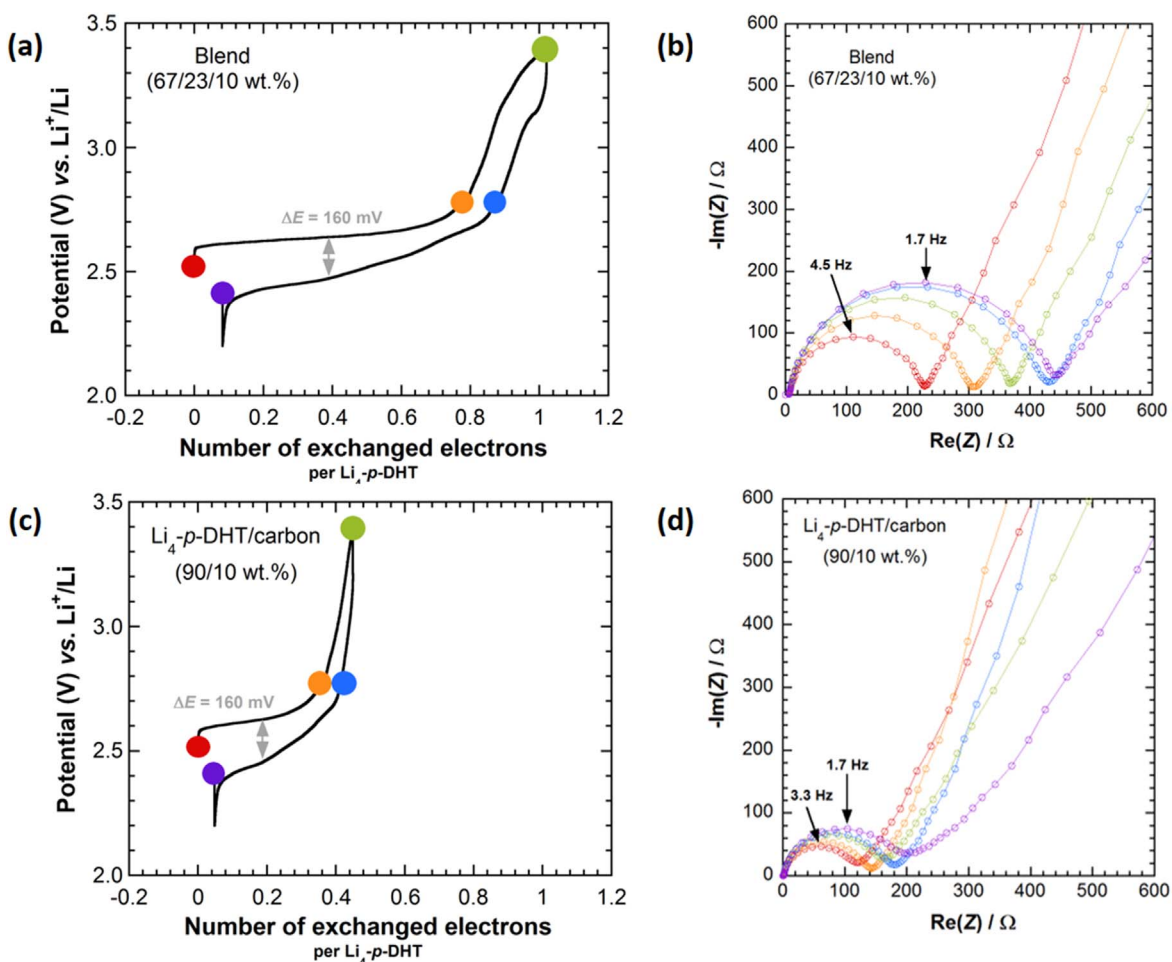 (a)
3.5
3.0
2.5
2.0
Potential (V) vs. Li⁺/Li
Blend
(67/23/10 wt.%)
ΔE = 160 mV
-0.2 0 0.2 0.4 0.6 0.8 1 1.2
Number of exchanged electrons
per Li₄-p-DHT
(b)
600
500
400
300
200
100
0
-Im(Z) / Ω
Blend
(67/23/10 wt.%)
1.7 Hz
4.5 Hz
0 100 200 300 400 500 600
Re(Z) / Ω
(c)
3.5
3.0
2.5
2.0
Potential (V) vs. Li⁺/Li
Li₄-p-DHT/carbon
(90/10 wt.%)
ΔE = 160 mV
-0.2 0 0.2 0.4 0.6 0.8 1 1.2
Number of exchanged electrons
per Li₄-p-DHT
(d)
600
500
400
300
200
100
0
-Im(Z) / Ω
Li₄-p-DHT/carbon
(90/10 wt.%)
1.7 Hz
3.3 Hz
0 100 200 300 400 500 600
Re(Z) / Ω